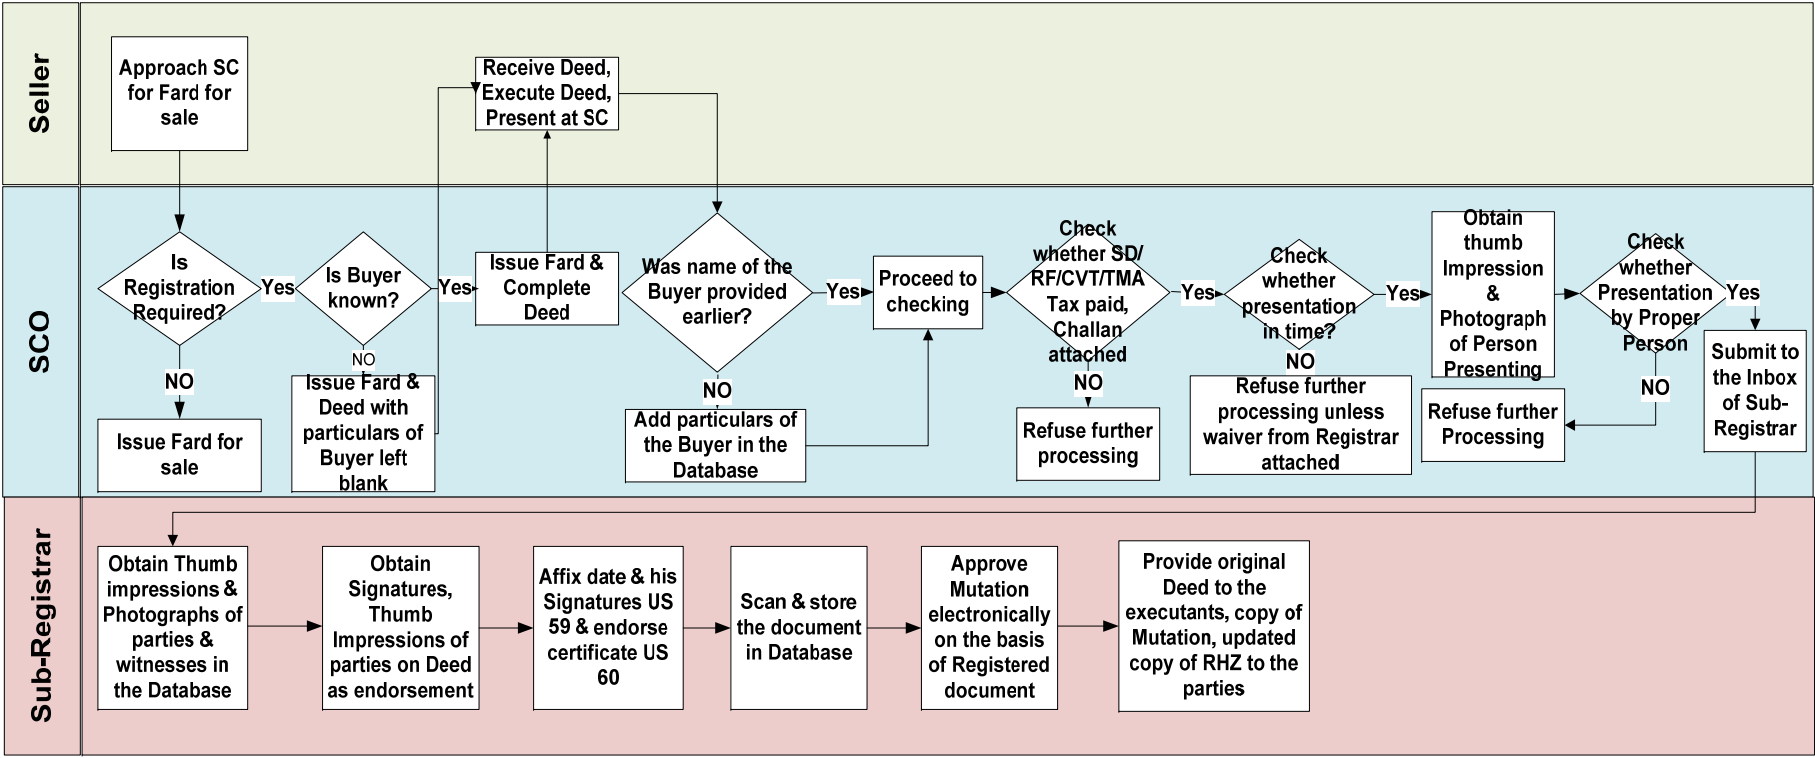 Seller
Approach SC
for Fard for
sale
Receive Deed,
Execute Deed,
Present at SC
SCO
Is
Registration
Required?
Yes
NO
Issue Fard for
sale
Is Buyer
known?
Yes
NO
Issue Fard &
Deed with
particulars of
Buyer left
blank
Issue Fard &
Complete
Deed
Was name of the
Buyer provided
earlier?
Yes
NO
Add particulars of
the Buyer in the
Database
Proceed to
checking
Check
whether SD/
RF/CVT/TMA
Tax paid,
Challan
attached
Yes
NO
Refuse further
processing
Check
whether
presentation
in time?
Yes
NO
Refuse further
processing unless
waiver from Registrar
attached
Obtain
thumb
Impression
&
Photograph
of Person
Presenting
Check
whether
Presentation
by Proper
Person
Yes
NO
Refuse further
Processing
Submit to
the Inbox
of Sub-
Registrar
Sub-Registrar
Obtain Thumb
impressions &
Photographs of
parties &
witnesses in
the Database
Obtain
Signatures,
Thumb
Impressions of
parties on Deed
as endorsement
Affix date & his
Signatures US
59 & endorse
certificate US
60
Scan & store
the document
in Database
Approve
Mutation
electronically
on the basis
of Registered
document
Provide original
Deed to the
executants, copy of
Mutation, updated
copy of RHZ to the
parties